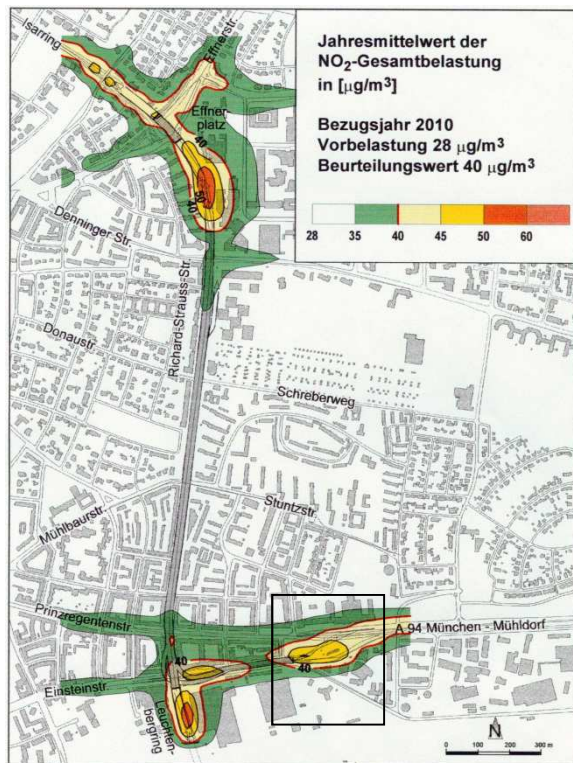 Isarring
Effnerstr.
Jahresmittelwert der
NO₂-Gesamtbelastung
in [µg/m³]
Bezugsjahr 2010
Vorbelastung 28 µg/m³
Beurteilungswert 40 µg/m³
28 35 40 45 50 60
Effner-
platz
40
50
40
Denninger Str.
Richard-Strauss-Str.
Donaustr.
Schreberweg
Stuntzstr.
Mühlbaurstr.
Prinzregentenstr.
A 94 München - Mühldorf
40
40
Einsteinstr.
Leuchten-
bergring
N
0 100 200 300 m